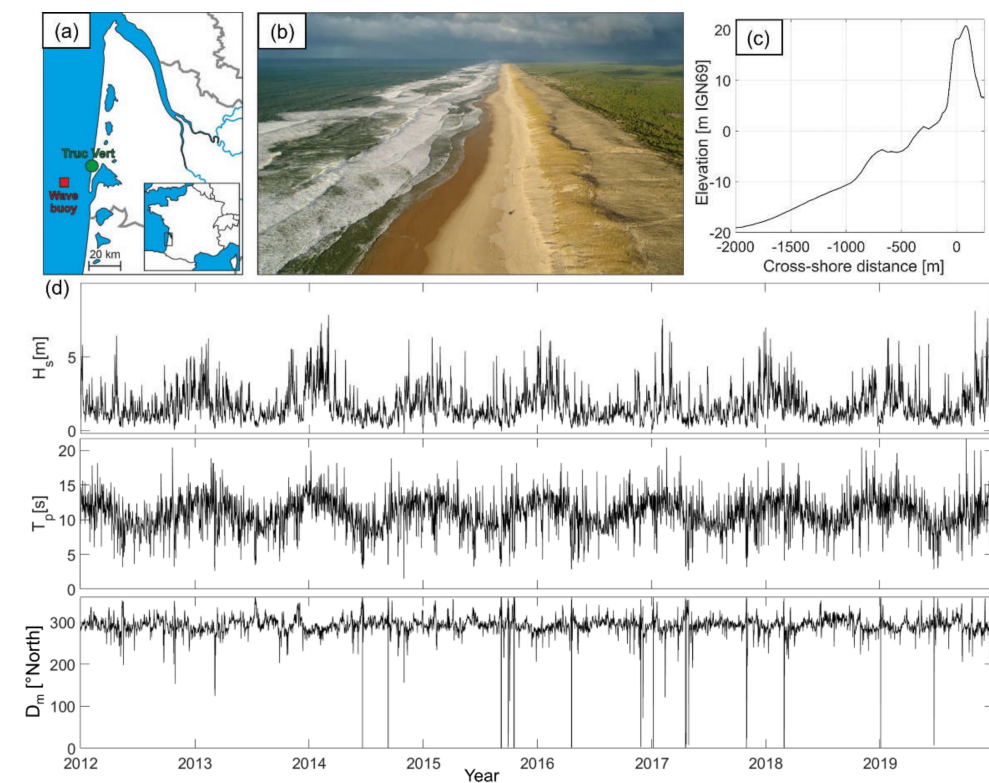 (a)
Truc Vert
Wave
buoy
20 km
(b)
(c)
Elevation [m IGN69]
20
10
0
-10
-20
-2000 -1500 -1000 -500 0
Cross-shore distance [m]
(d)
Hs[m]
5
0
Tp[s]
20
15
10
5
0
Dm [°North]
300
200
100
0
2012 2013 2014 2015 2016 2017 2018 2019
Year